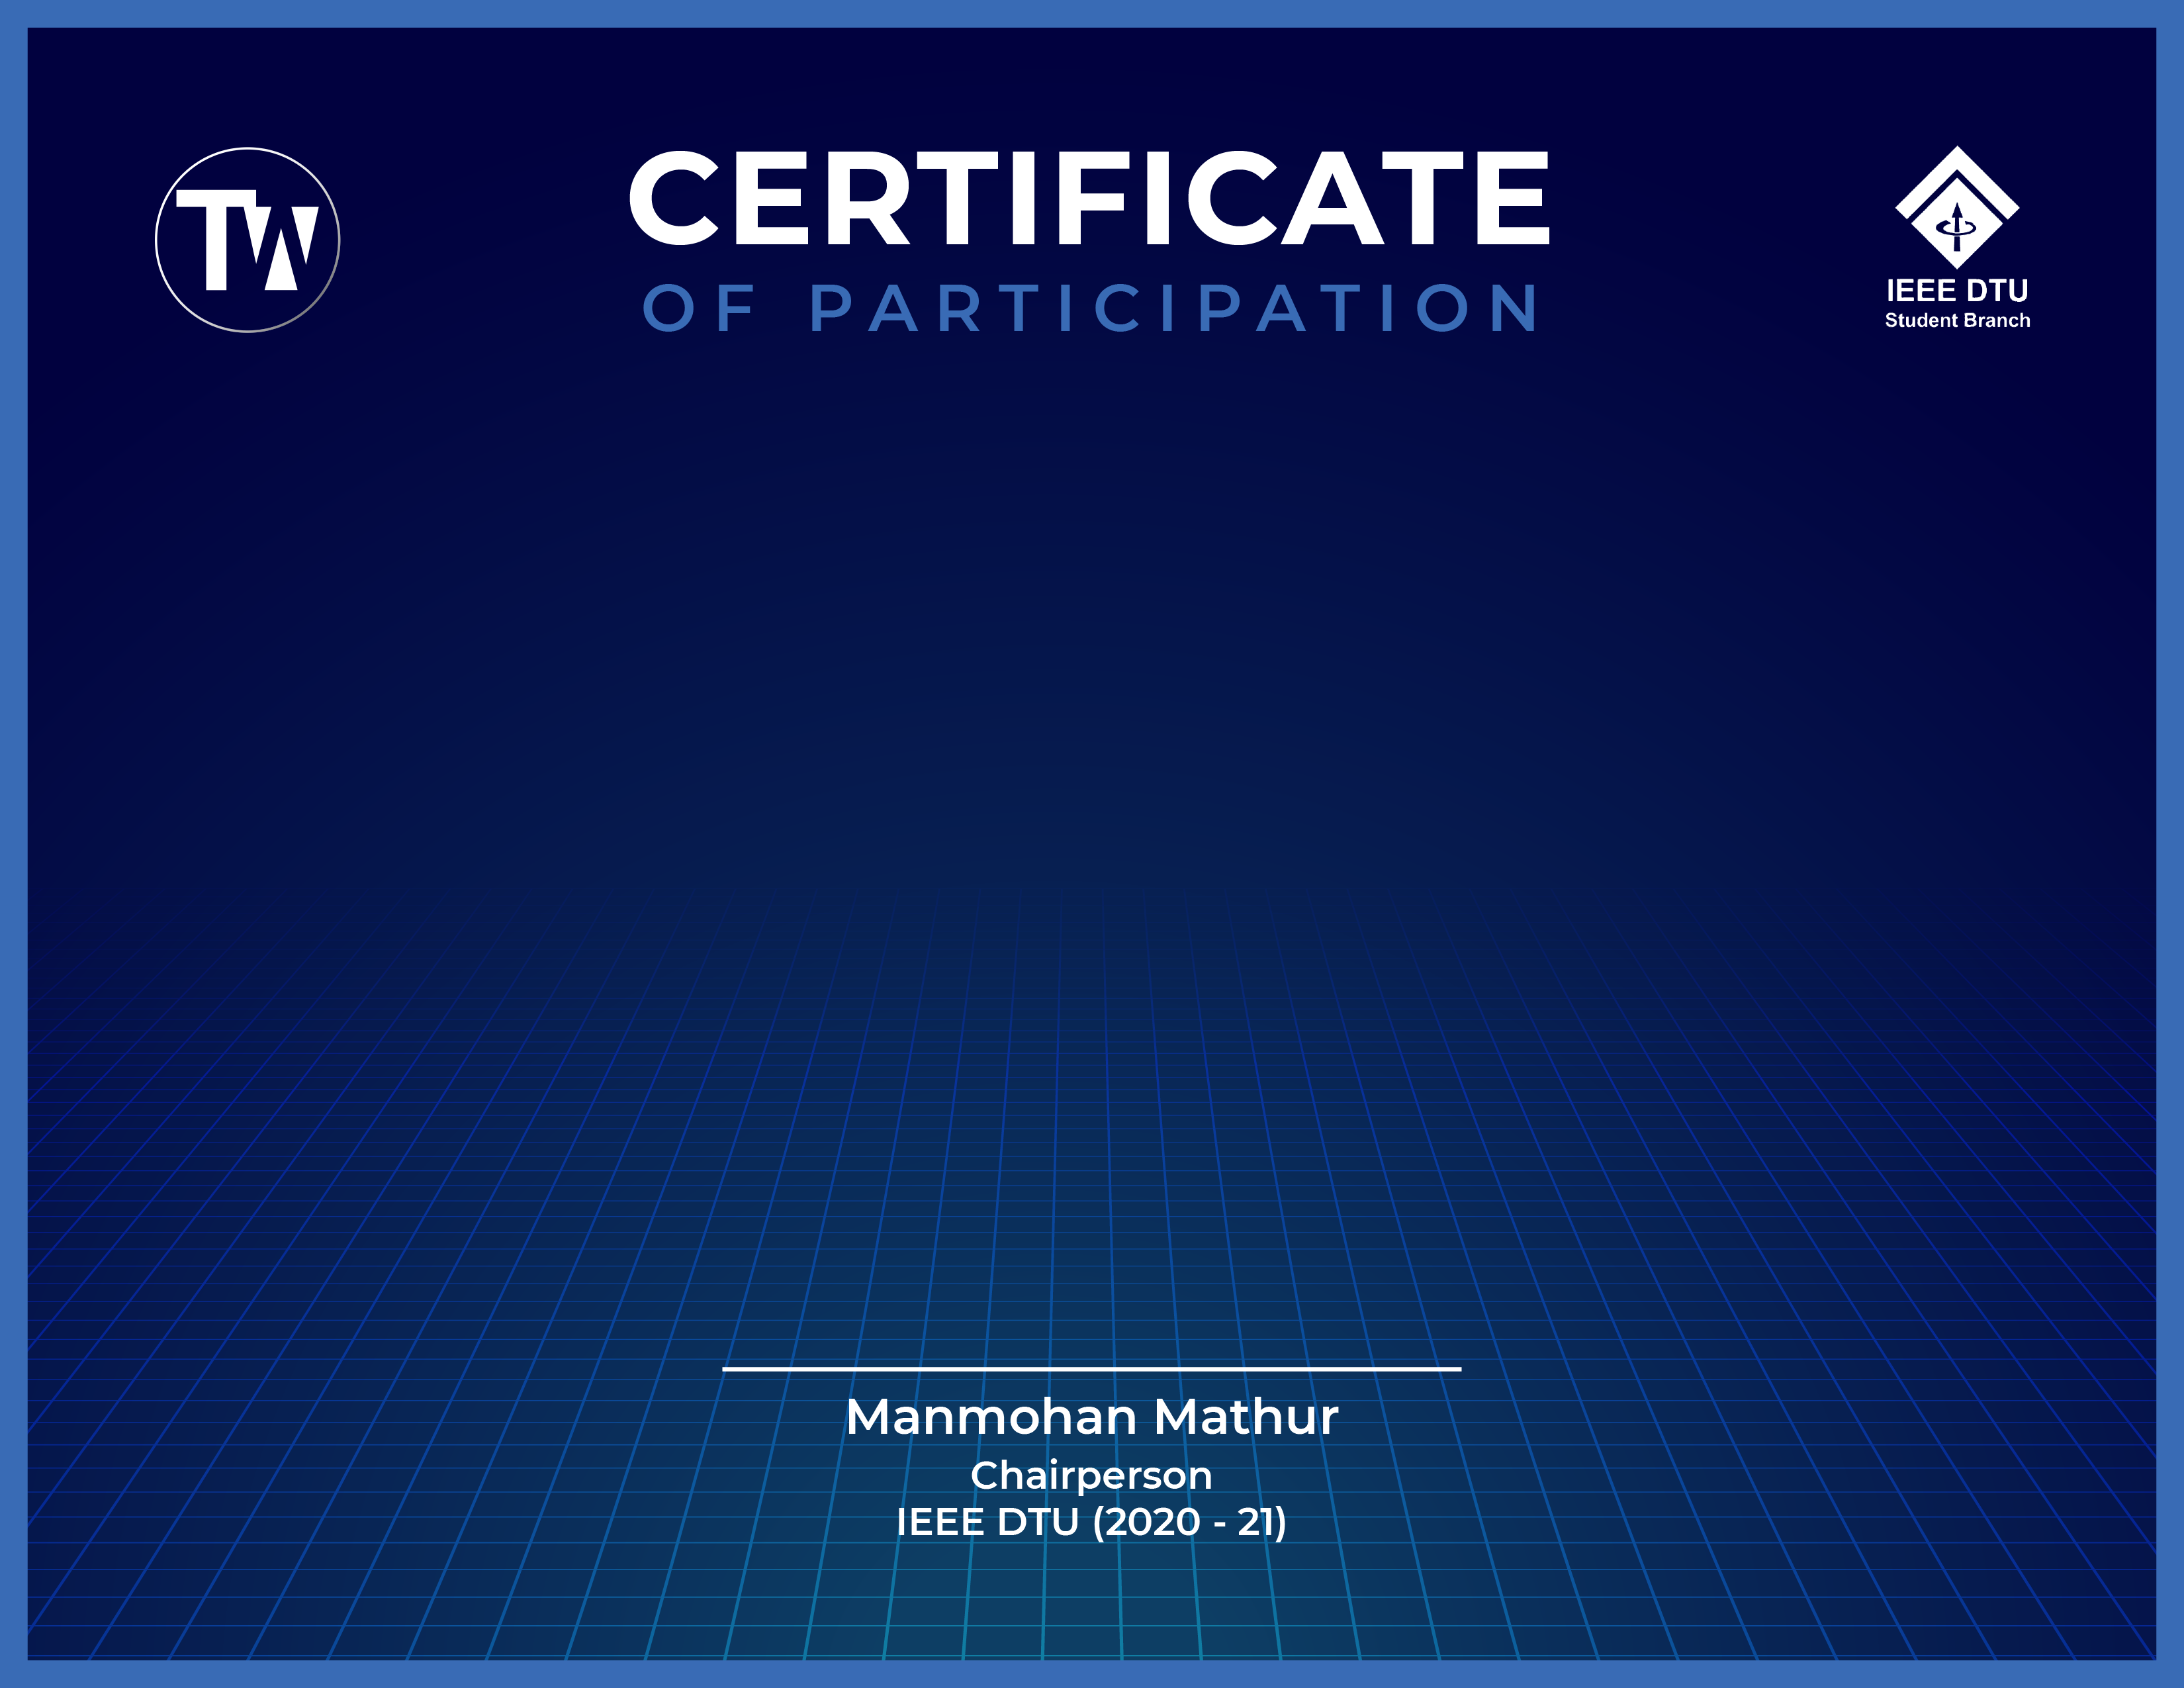 TW
CERTIFICATE
OF PARTICIPATION
IEEE DTU
Student Branch
Manmohan Mathur
Chairperson
IEEE DTU (2020 - 21)